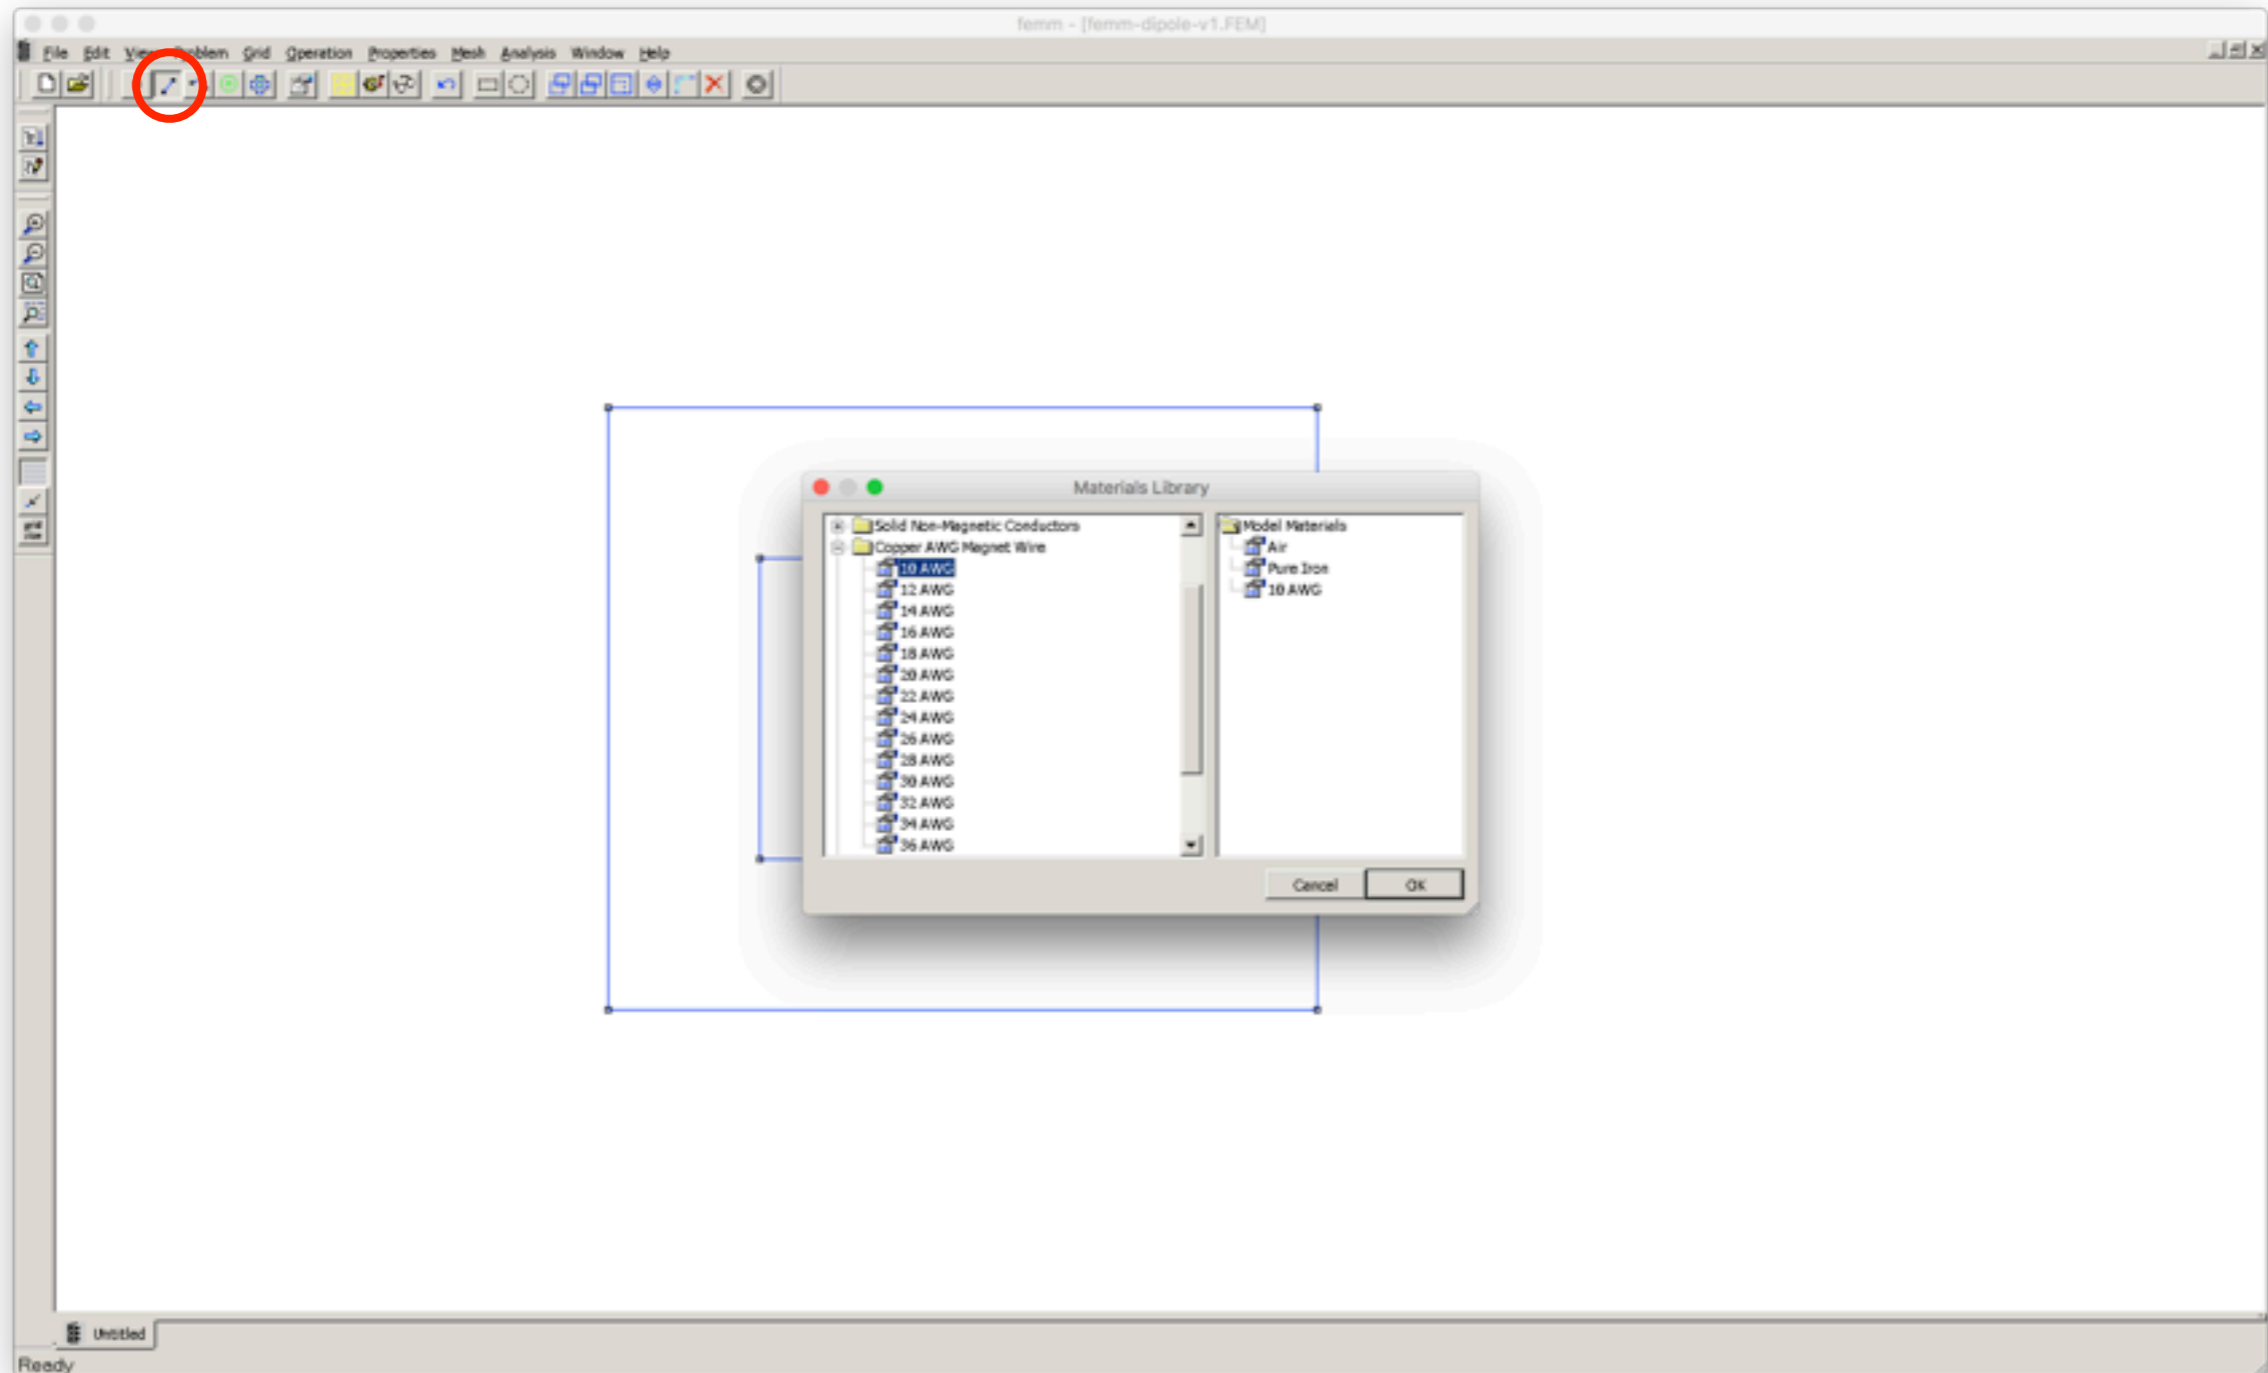 femm - [femm-dipole-v1.FEM]
File Edit View Problem Grid Operation Properties Mesh Analysis Window Help
Materials Library
Solid Non-Magnetic Conductors
Copper AWG Magnet Wire
10 AWG
12 AWG
14 AWG
16 AWG
18 AWG
20 AWG
22 AWG
24 AWG
26 AWG
28 AWG
30 AWG
32 AWG
34 AWG
36 AWG
Model Materials
Air
Pure Iron
10 AWG
Cancel OK
Untitled
Ready